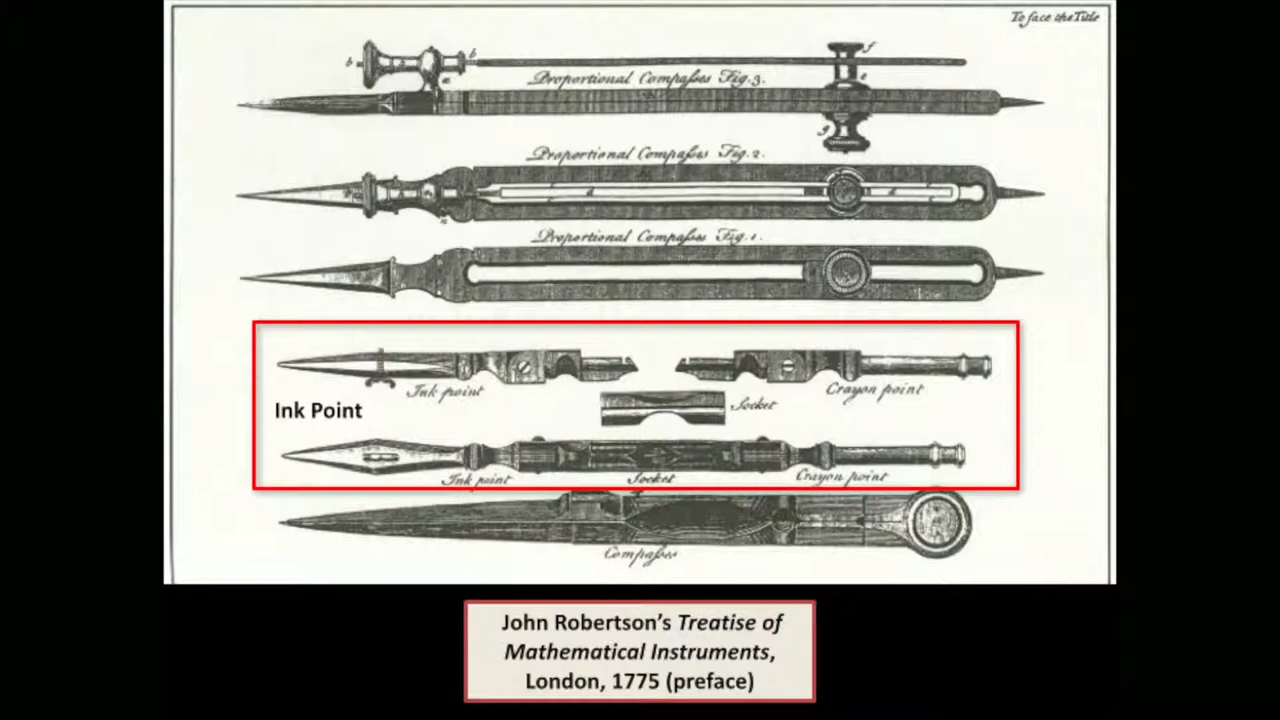 To face the Title
b
b
f
a
e
Proportional Compaſses Fig.3.
g
Proportional Compaſses Fig.2.
d
d
Proportional Compaſses Fig.1.
Ink point
Crayon point
Ink Point
Socket
Ink point
Socket
Crayon point
Compaſses
John Robertson’s Treatise of
Mathematical Instruments,
London, 1775 (preface)